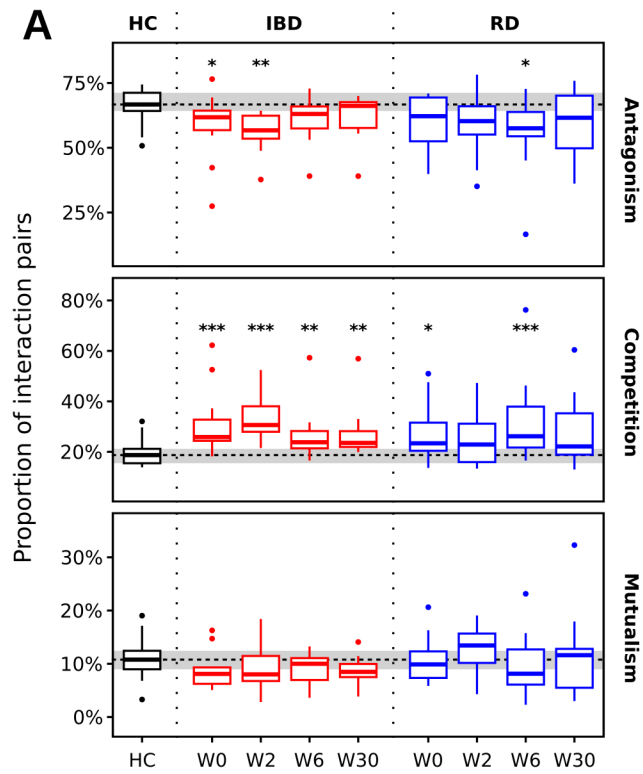 A
HC IBD RD
Proportion of interaction pairs
75%
50%
25%
* ** *
Antagonism
80%
60%
40%
20%
*** *** ** ** * ***
Competition
30%
20%
10%
0%
Mutualism
HC W0 W2 W6 W30 W0 W2 W6 W30